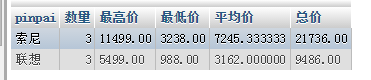 pinpai 数量 最高价 最低价 平均价 总价
索尼 3 11499.00 3238.00 7245.333333 21736.00
联想 3 5499.00 988.00 3162.000000 9486.00